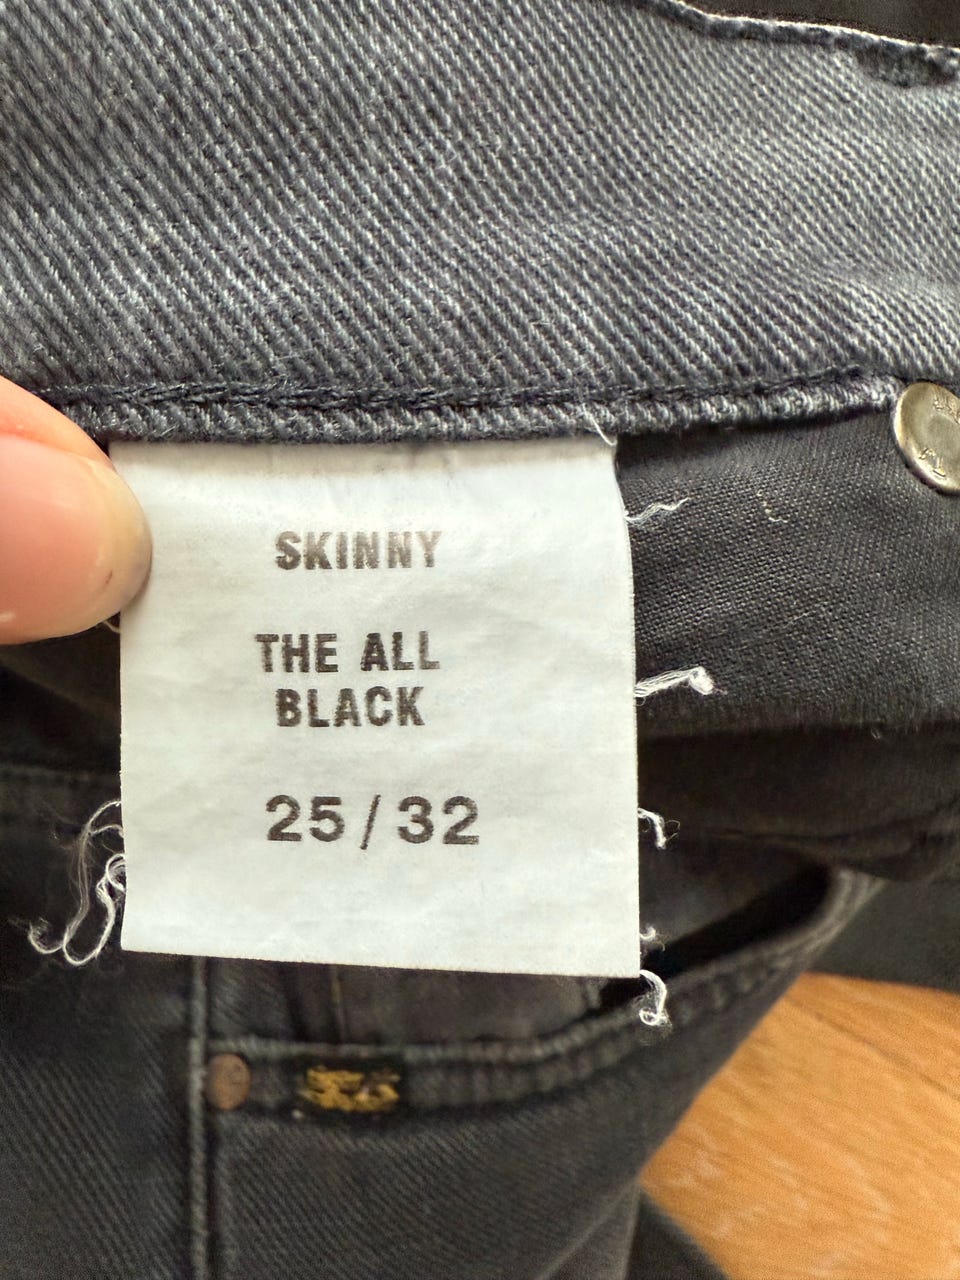 SKINNY
THE ALL
BLACK
25/32